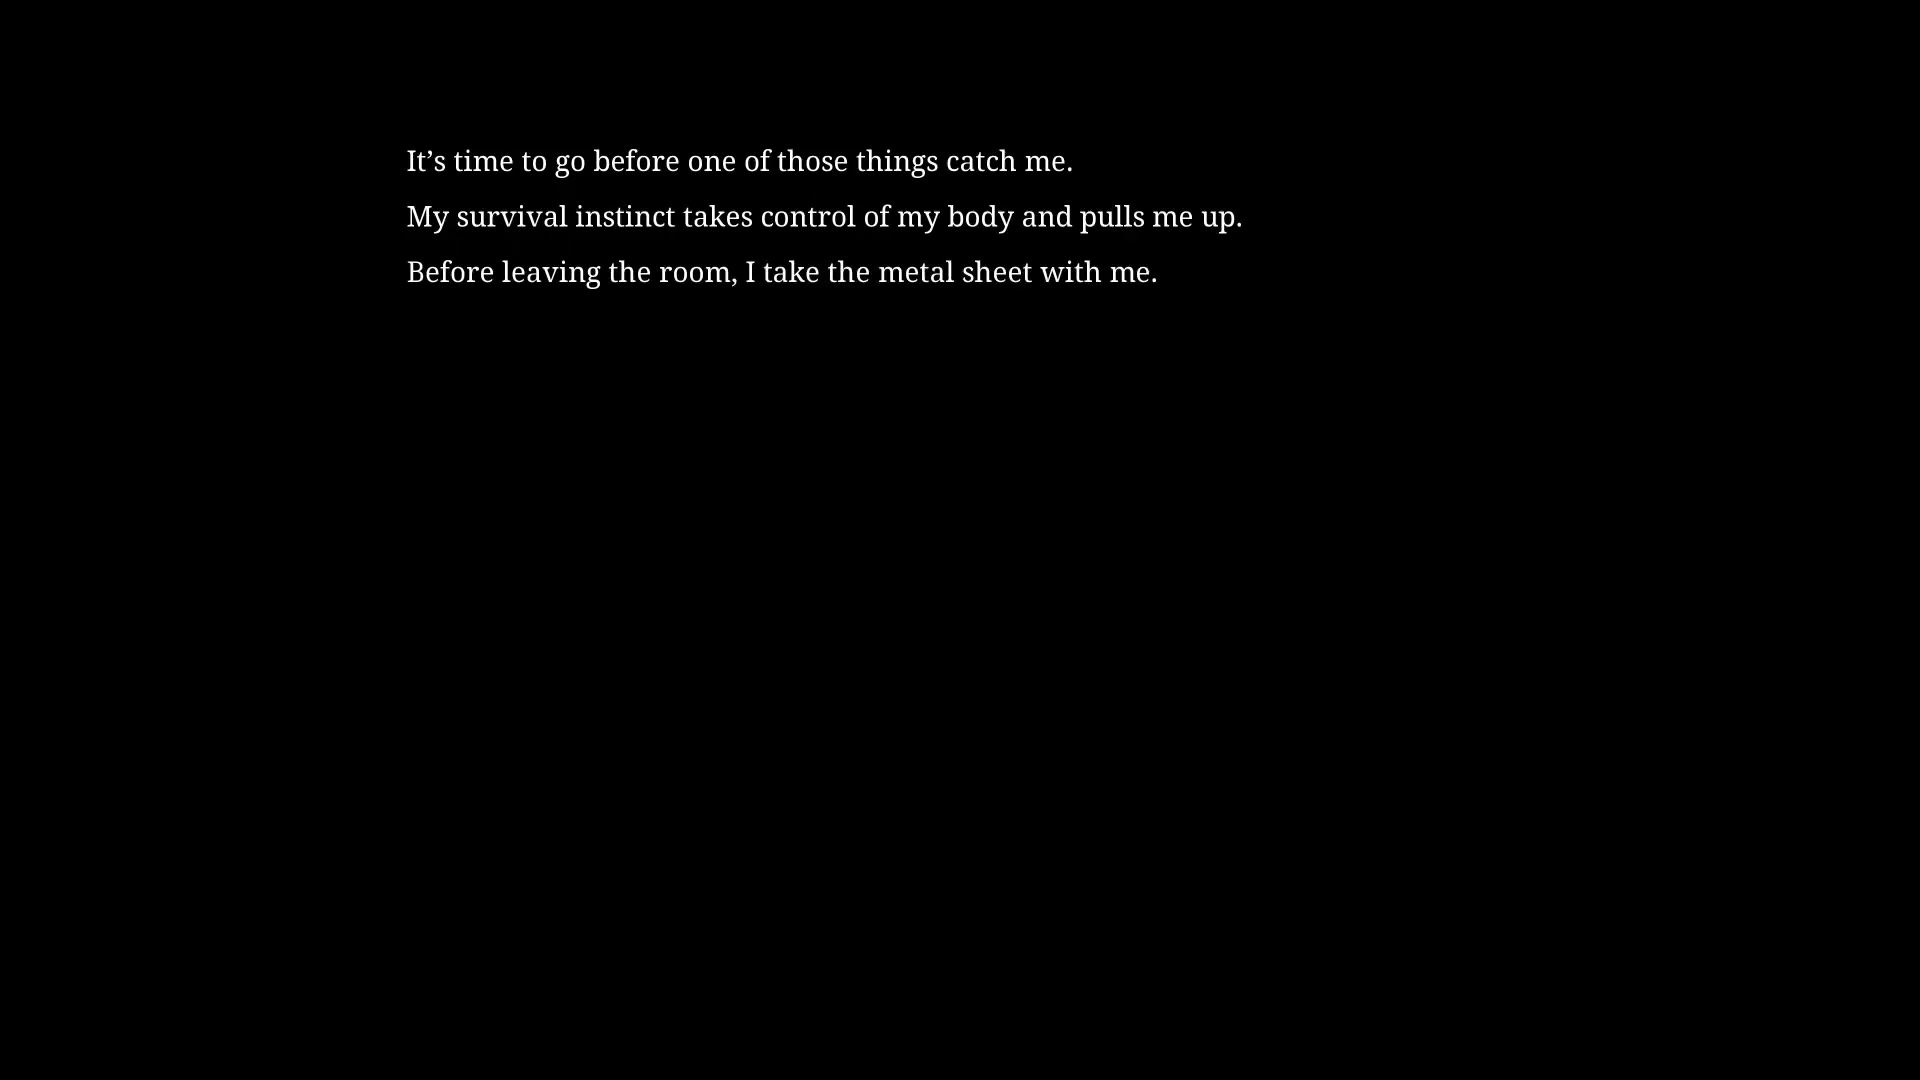 It’s time to go before one of those things catch me.
My survival instinct takes control of my body and pulls me up.
Before leaving the room, I take the metal sheet with me.